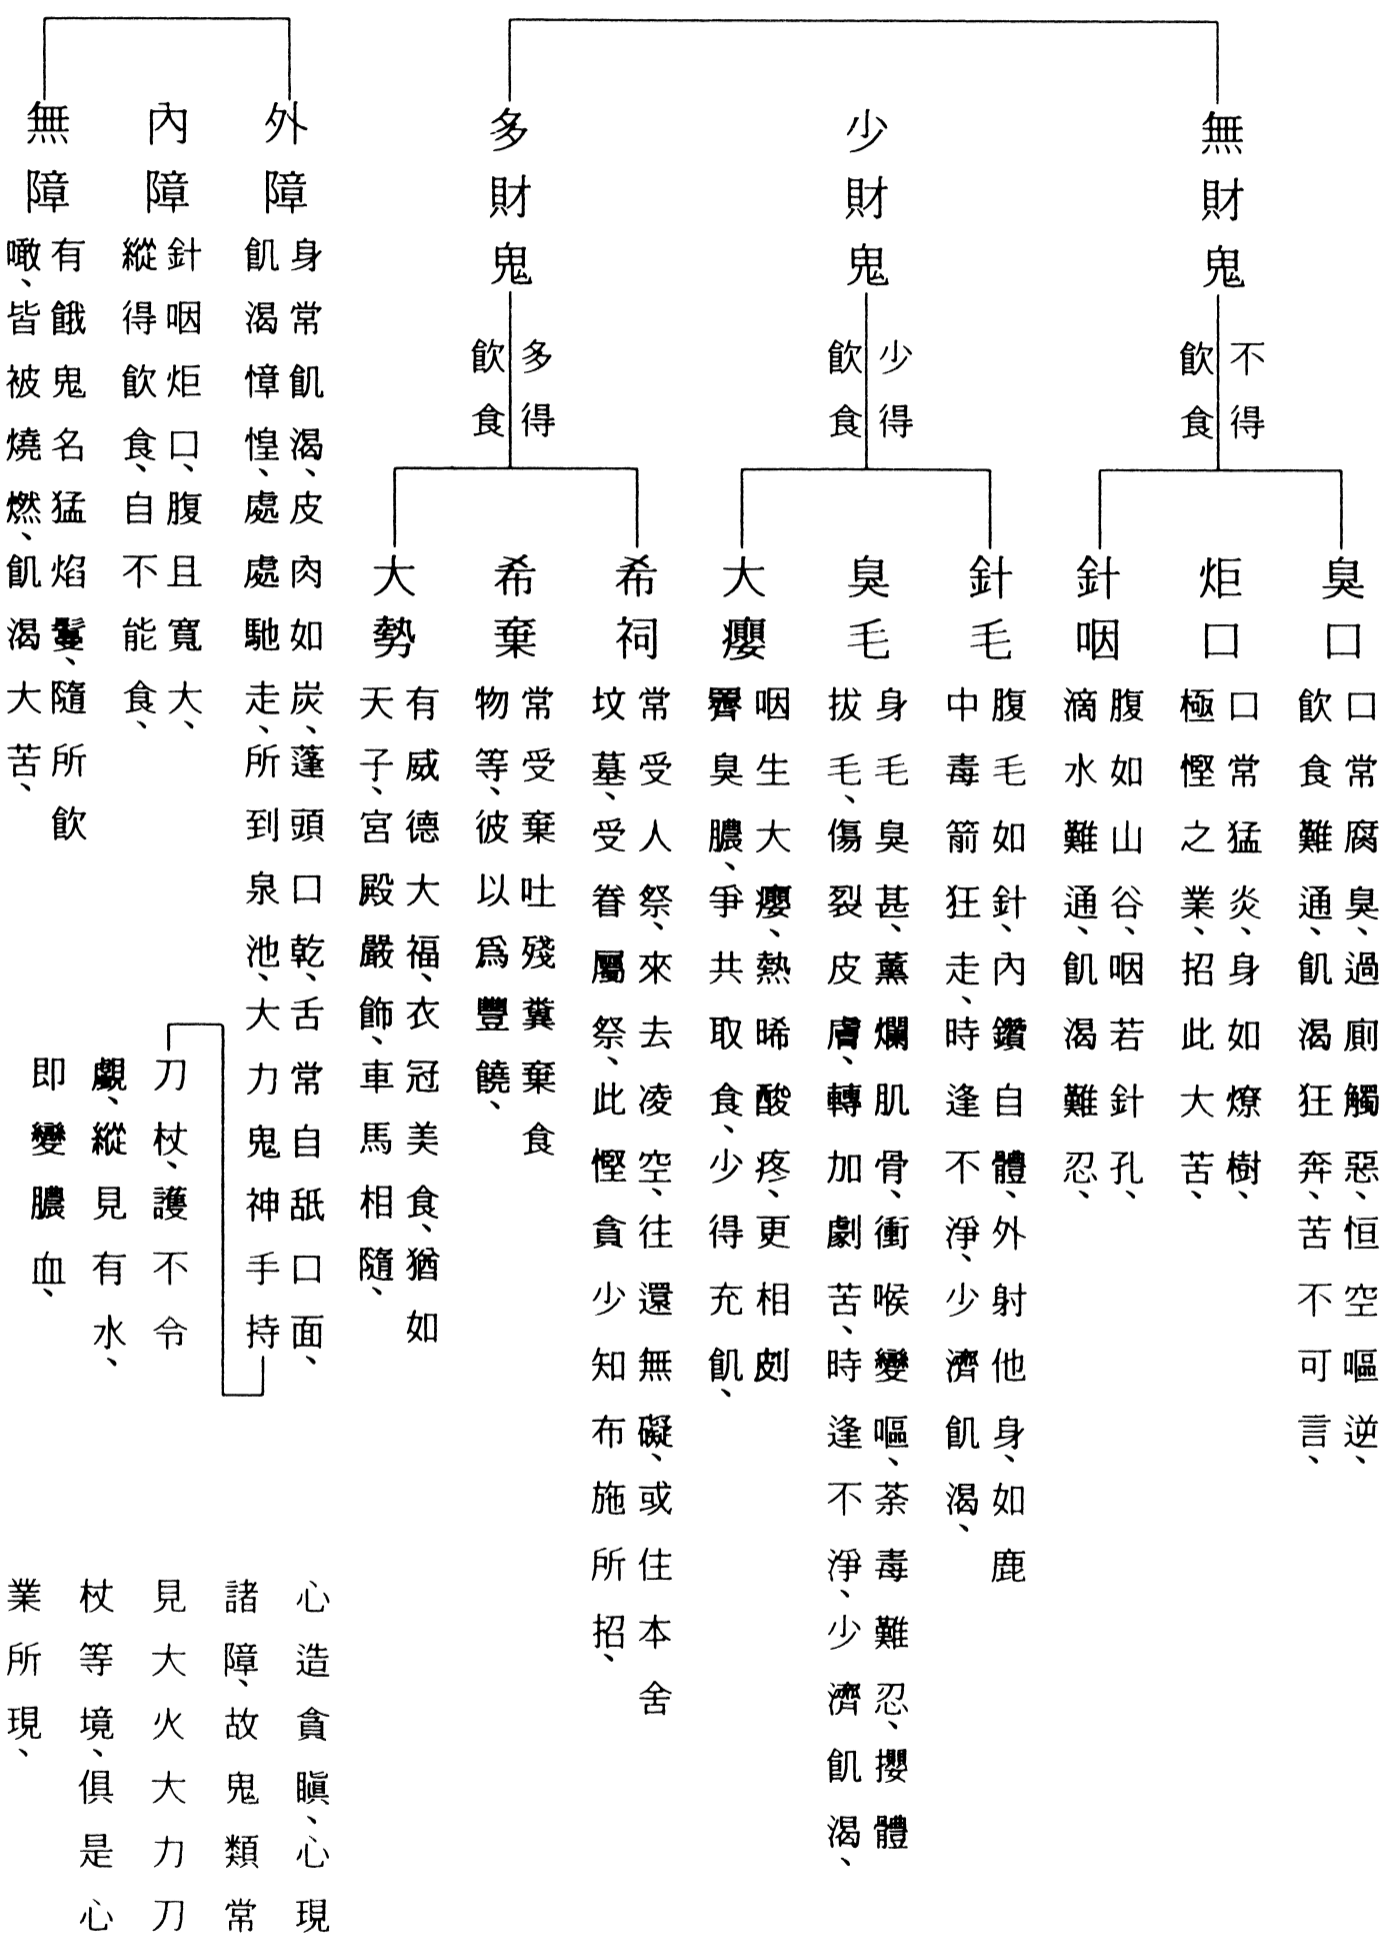 無財鬼
不得
飲食
臭口
口常腐臭、過廁觸惡、恒空嘔逆、
飲食難通、飢渴狂奔、苦不可言、
炬口
口常猛炎、身如燎樹、
極慳之業、招此大苦、
針咽
腹如山谷、咽若針孔、
滴水難通、飢渴難忍、
少財鬼
少得
飲食
針毛
腹毛如針、內鑽自體、外射他身、如鹿
中毒箭狂走、時逢不淨、少濟飢渴、
臭毛
身毛臭甚、薰爛肌骨、衝喉變嘔、荼毒難忍、攖體
拔毛、傷裂皮膚、轉加劇苦、時逢不淨、少濟飢渴、
大癭
咽生大癭、熱晞酸疼、更相
臭膿、爭共取食、少得充飢、
多財鬼
多得
飲食
希祠
常受人祭、來去凌空、往還無礙、或住本舍
坟墓、受眷屬祭、此慳貪少知布施所招、
希棄
常受棄吐殘糞棄食
物等、彼以爲豐饒、
大勢
有威德大福、衣冠美食、猶如
天子、宮殿嚴飾、車馬相隨、
外障
身常飢渴、皮肉如炭、蓬頭口乾、舌常自舐口面、
飢渴慞惶、處處馳走、所到泉池、大力鬼神手持
刀杖、護不令
覷、縱見有水、
即變膿血、
內障
針咽炬口、腹且寬大、
縱得飲食、自不能食、
無障
有餓鬼名猛焰鬘、隨所飲
噉、皆被燒燃、飢渴大苦、
心造貪瞋、心現
諸障、故鬼類常
見大火大力刀
杖等境、俱是心
業所現、